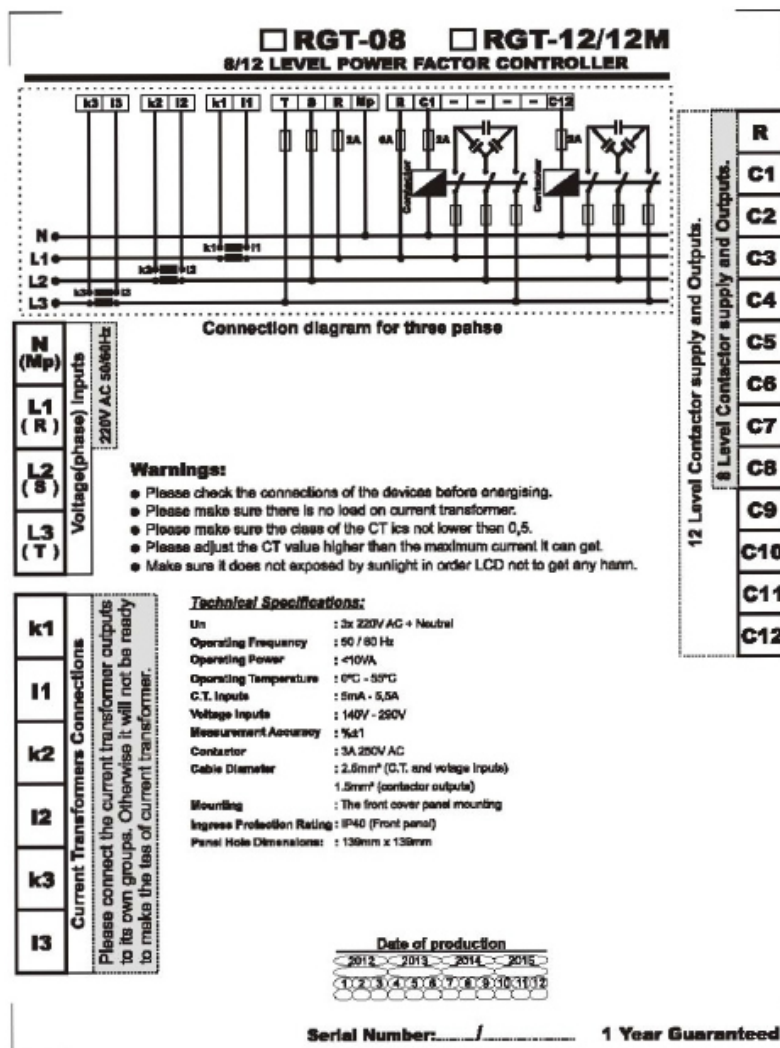 RGT-08 RGT-12/12M
8/12 LEVEL POWER FACTOR CONTROLLER
k3 l3 k2 l2 k1 l1 T S R Mp R C1 - - - - C12
2A 6A 2A 2A
Contactor Contactor
N
L1 k1 l1
L2 k2 l2
L3 k3 l3
Connection diagram for three pahse
N
(Mp)
L1
( R )
L2
( S )
L3
( T )
Voltage(phase) Inputs
220V AC 50/60Hz
Warnings:
● Please check the connections of the devices before energising.
● Please make sure there is no load on current transformer.
● Please make sure the class of the CT ics not lower then 0,5.
● Please adjust the CT value higher than the maximum current it can get.
● Make sure it does not exposed by sunlight in order LCD not to get any harm.
12 Level Contactor supply and Outputs.
8 Level Contactor supply and Outputs.
R
C1
C2
C3
C4
C5
C6
C7
C8
C9
C10
C11
C12
k1
l1
k2
l2
k3
l3
Current Transformers Connections
Please connect the current transformer outputs
to its own groups. Otherwise it will not be ready
to make the tes of current transformer.
Technical Specifications:
Un : 3x 220V AC + Neutral
Operating Frequency : 50 / 60 Hz
Operating Power : <10VA
Operating Temperature : 0ºC - 55ºC
C.T. Inputs : 5mA - 5,5A
Voltage Inputs : 140V - 290V
Measurement Accuracy : %±1
Contactor : 3A 250V AC
Cable Diameter : 2.5mm² (C.T. and votage inputs)
1.5mm² (contactor outputs)
Mounting : The front cover panel mounting
Ingress Protection Rating : IP40 (Front panel)
Panel Hole Dimensions: : 139mm x 139mm
Date of production
2012 2013 2014 2015
1 2 3 4 5 6 7 8 9 10 11 12
Serial Number:....../.............. 1 Year Guaranteed